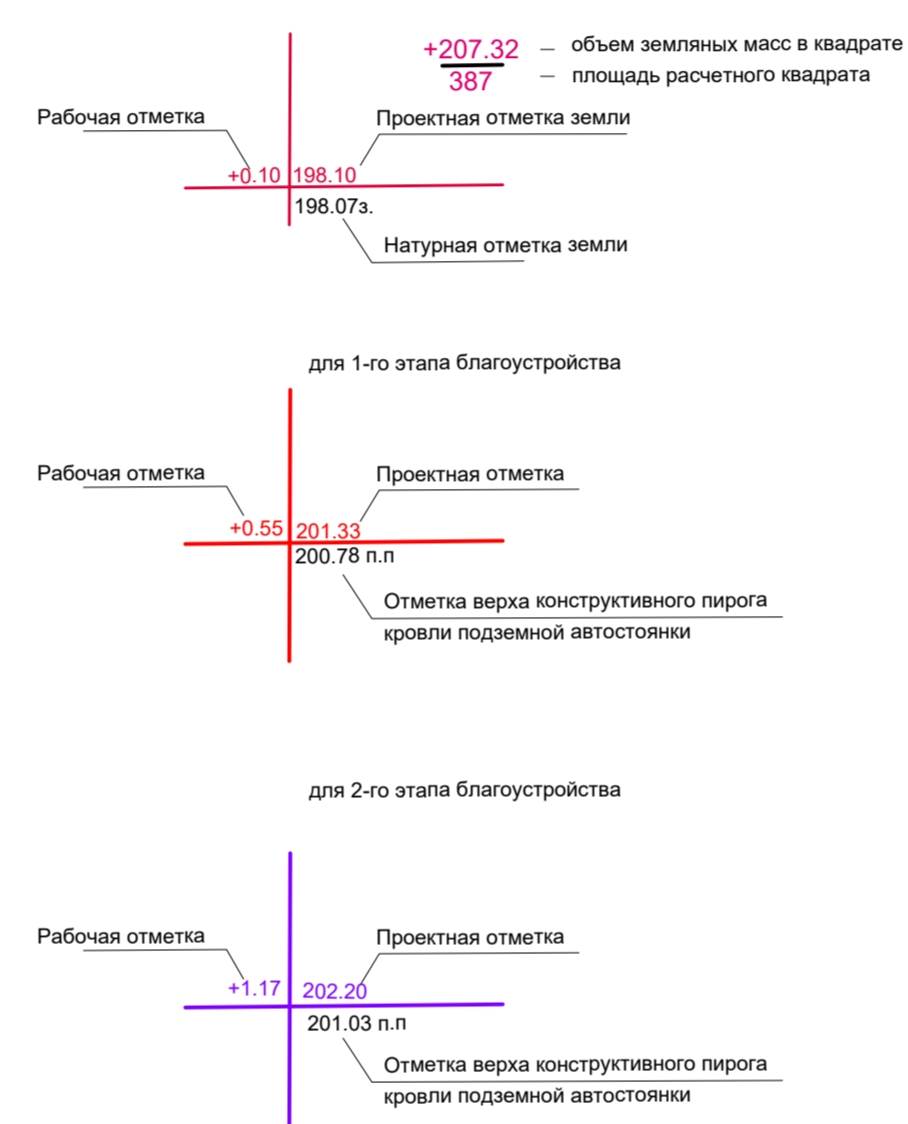 +207.32 – объем земляных масс в квадрате
387 – площадь расчетного квадрата
Рабочая отметка
Проектная отметка земли
+0.10
198.10
198.07з.
Натурная отметка земли
для 1-го этапа благоустройства
Рабочая отметка
Проектная отметка
+0.55
201.33
200.78 п.п
Отметка верха конструктивного пирога
кровли подземной автостоянки
для 2-го этапа благоустройства
Рабочая отметка
Проектная отметка
+1.17
202.20
201.03 п.п
Отметка верха конструктивного пирога
кровли подземной автостоянки